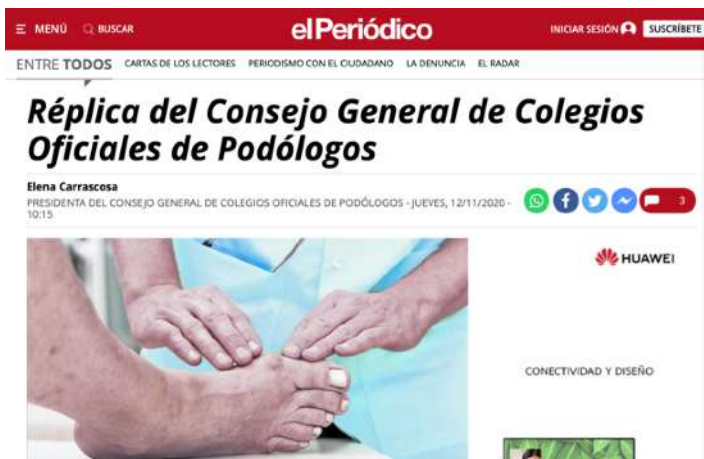 MENÚ BUSCAR elPeriódico INICIAR SESIÓN SUSCRÍBETE
ENTRE TODOS CARTAS DE LOS LECTORES PERIODISMO CON EL CIUDADANO LA DENUNCIA EL RADAR
Réplica del Consejo General de Colegios
Oficiales de Podólogos
Elena Carrascosa
PRESIDENTA DEL CONSEJO GENERAL DE COLEGIOS OFICIALES DE PODÓLOGOS - JUEVES, 12/11/2020 -
10:15
3
HUAWEI
CONECTIVIDAD Y DISEÑO